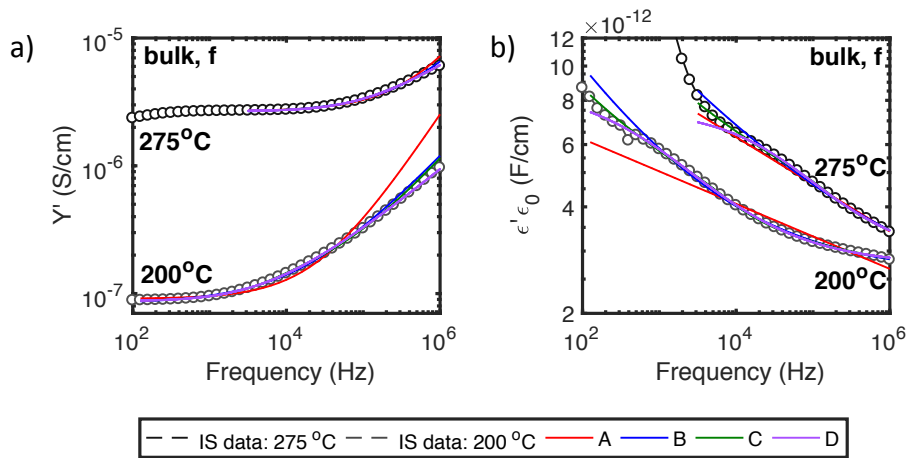 a)
bulk, f
275°C
200°C
10⁻⁵
10⁻⁶
10⁻⁷
Y' (S/cm)
10² 10⁴ 10⁶
Frequency (Hz)
b)
×10⁻¹²
bulk, f
275°C
200°C
12
10
8
6
4
2
ε' ε₀ (F/cm)
10² 10⁴ 10⁶
Frequency (Hz)
IS data: 275 °C IS data: 200 °C A B C D